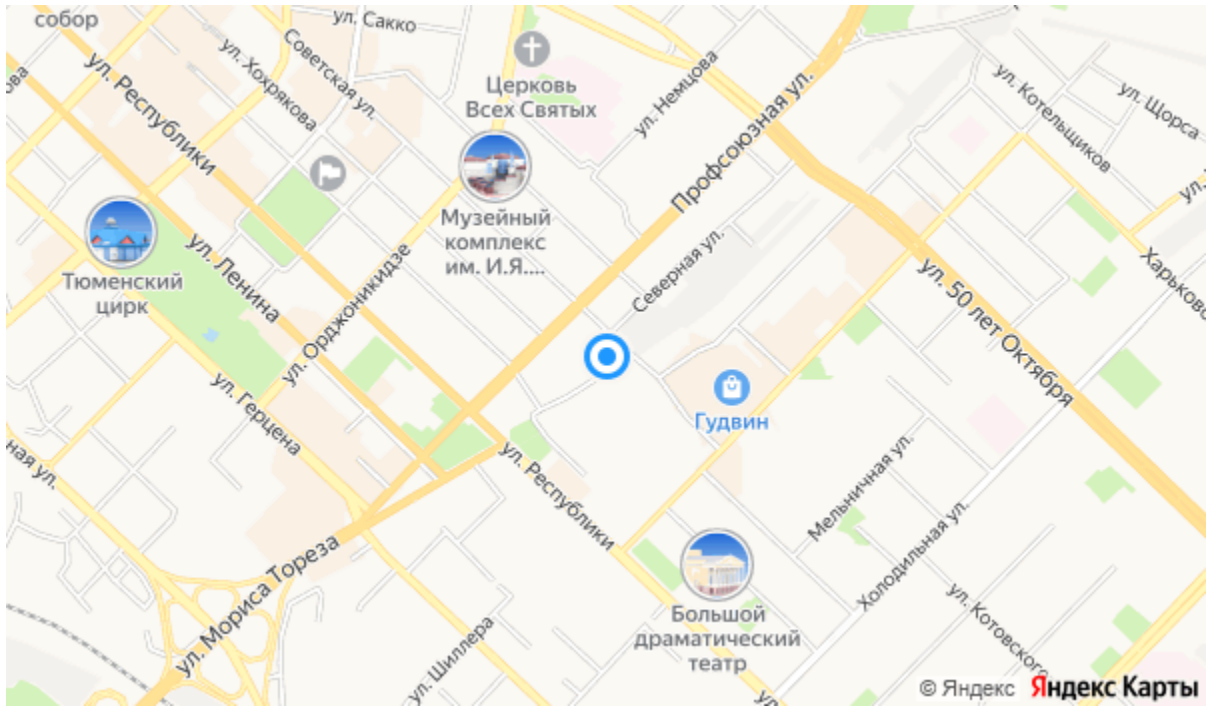 собор
ул. Сакко
ул. Хохрякова
Советская ул.
ул. Республики
Церковь
Всех Святых
ул. Немцова
Профсоюзная ул.
ул. Котельщиков
ул. Щорса
ул.
Музейный
комплекс
им. И.Я....
Тюменский
цирк
ул. Ленина
ул. Орджоникидзе
Северная ул.
ул. 50 лет Октября
ул. Герцена
Гудвин
ул. Республики
Мельничная ул.
Холодильная ул.
ул. Мориса Тореза
Большой
драматический
театр
ул. Котовского
ул. Шиллера
© Яндекс Яндекс Карты